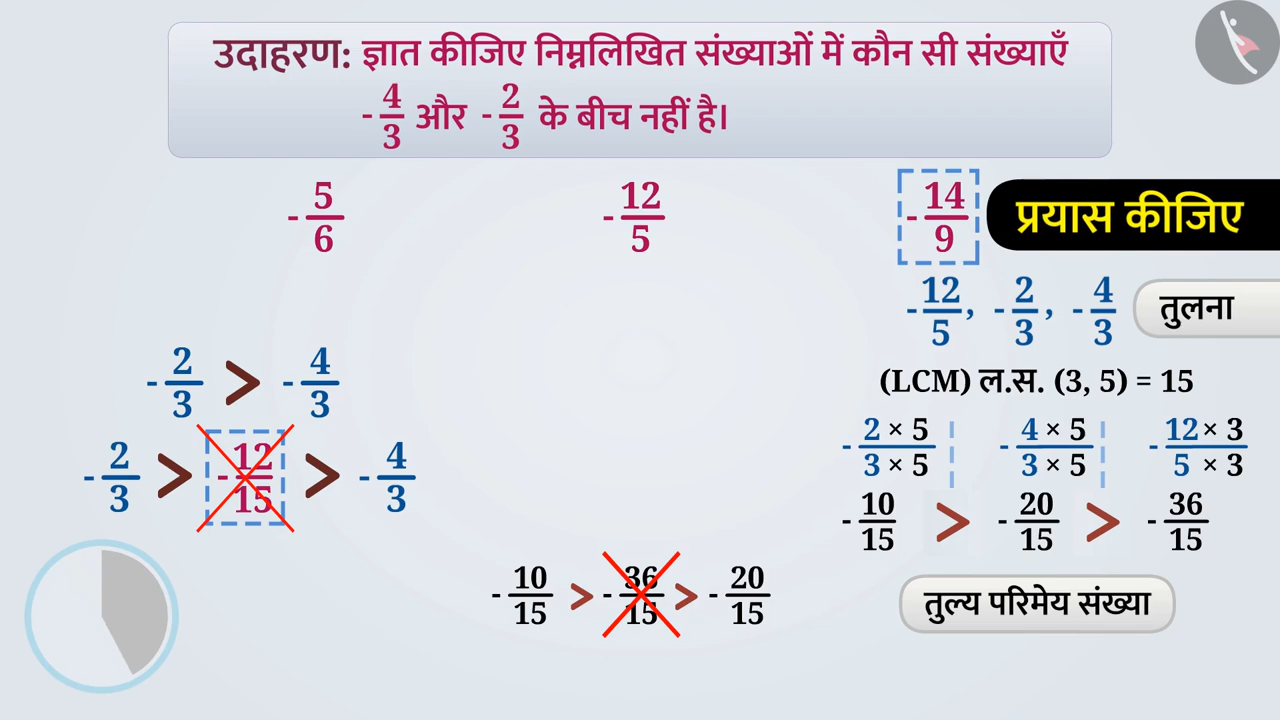 उदाहरण: ज्ञात कीजिए निम्नलिखित संख्याओं में कौन सी संख्याएँ
- 4/3 और - 2/3 के बीच नहीं है।
- 5/6
- 12/5
- 14/9
प्रयास कीजिए
- 12/5, - 2/3, - 4/3
तुलना
- 2/3 > - 4/3
(LCM) ल.स. (3, 5) = 15
- 2 × 5/3 × 5
- 4 × 5/3 × 5
- 12 × 3/5 × 3
- 2/3 > - 12/15 > - 4/3
- 10/15 > - 20/15 > - 36/15
- 10/15 > - 36/15 > - 20/15
तुल्य परिमेय संख्या